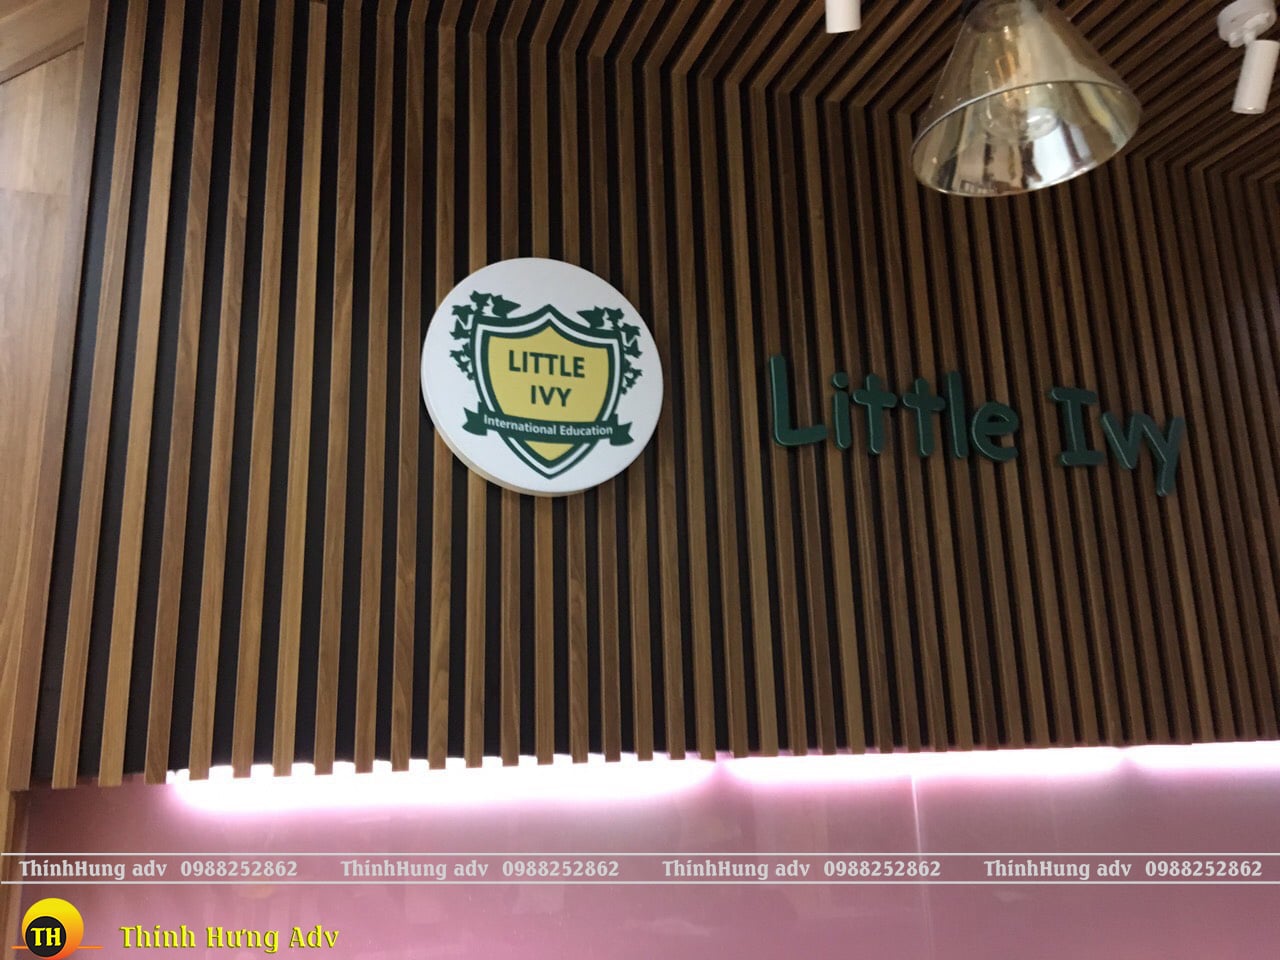 LITTLE
IVY
International Education
Little Ivy
ThinhHung adv 0988252862 ThinhHung adv 0988252862 ThinhHung adv 0988252862 ThinhHung adv 0988252862
TH
Thinh Hưng Adv